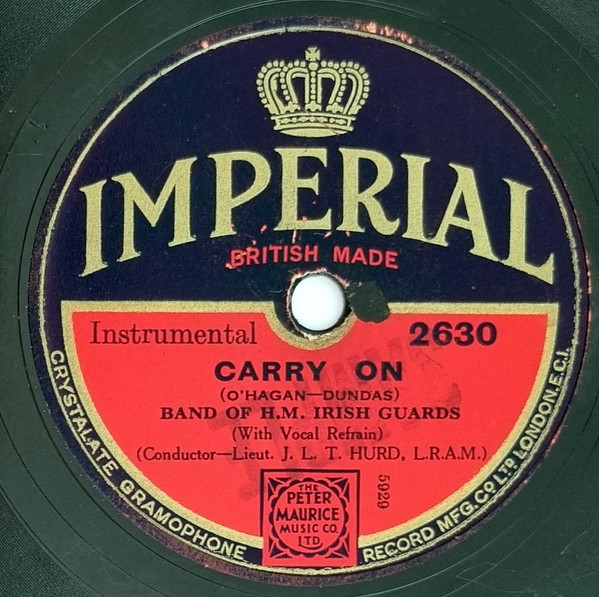 IMPERIAL
BRITISH MADE
Instrumental 2630
CARRY ON
(O'HAGAN—DUNDAS)
BAND OF H.M. IRISH GUARDS
(With Vocal Refrain)
(Conductor—Lieut. J. L. T. HURD, L.R.A.M.)
5929
THE
PETER
MAURICE
MUSIC CO.
LTD.
CRYSTALATE GRAMOPHONE RECORD MFG. CO LTD LONDON. E.C.1.